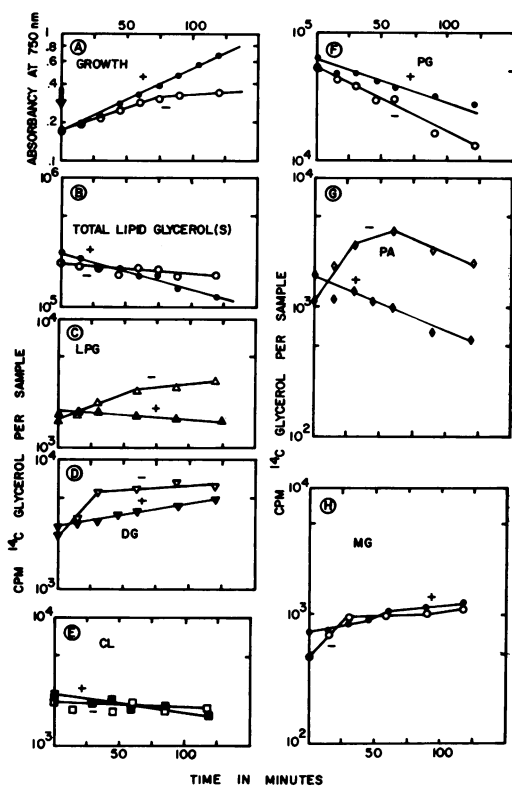 50 100
A
GROWTH
+
−
1
.8
.6
.4
.2
.1
ABSORBANCY AT 750 nm
B
10⁶
TOTAL LIPID GLYCEROL(S)
+
−
10⁵
C
10⁴
LPG
−
+
10³
D
10⁴
−
+
DG
10³
E
10⁴
CL
+
−
10³
50 100
CPM ¹⁴C GLYCEROL PER SAMPLE
5 50 100
F
10⁵
PG
+
−
10⁴
G
10⁴
−
PA
+
10³
10²
H
10⁴
MG
+
−
10³
10²
50 100
CPM ¹⁴C GLYCEROL PER SAMPLE
TIME IN MINUTES